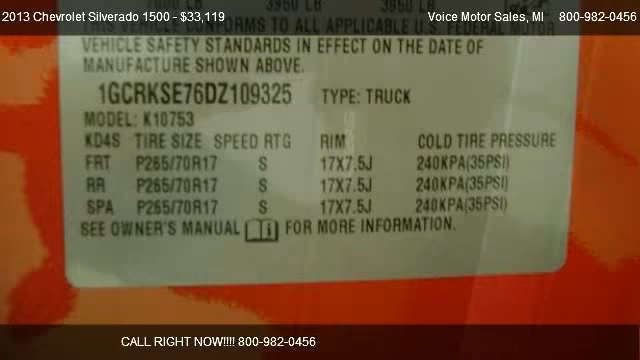 2013 Chevrolet Silverado 1500 - $33,119 Voice Motor Sales, MI 800-982-0456
3950 LB 3950 LB
THIS VEHICLE CONFORMS TO ALL APPLICABLE U.S. FEDERAL MOTOR
VEHICLE SAFETY STANDARDS IN EFFECT ON THE DATE OF
MANUFACTURE SHOWN ABOVE.
1GCRKSE76DZ109325 TYPE: TRUCK
MODEL: K10753
KD4S TIRE SIZE SPEED RTG RIM COLD TIRE PRESSURE
FRT P265/70R17 S 17X7.5J 240KPA(35PSI)
RR P265/70R17 S 17X7.5J 240KPA(35PSI)
SPA P265/70R17 S 17X7.5J 240KPA(35PSI)
SEE OWNER'S MANUAL FOR MORE INFORMATION.
CALL RIGHT NOW!!!! 800-982-0456